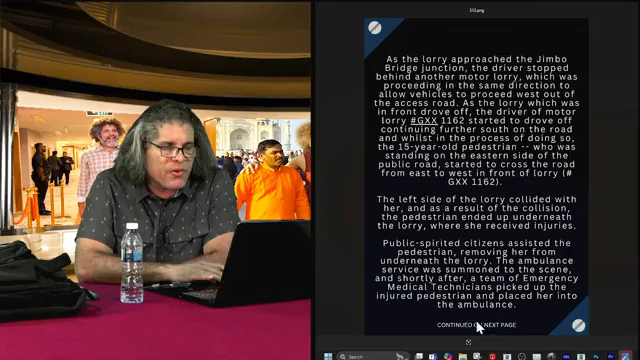 312.png
As the lorry approached the Jimbo
Bridge junction, the driver stopped
behind another motor lorry, which was
proceeding in the same direction to
allow vehicles to proceed west out of
the access road. As the lorry which was
in front drove off, the driver of motor
lorry #GXX 1162 started to drove off
continuing further south on the road
and whilst in the process of doing so,
the 15-year-old pedestrian -- who was
standing on the eastern side of the
public road, started to cross the road
from east to west in front of lorry (#
GXX 1162).
The left side of the lorry collided with
her, and as a result of the collision,
the pedestrian ended up underneath
the lorry, where she received injuries.
Public-spirited citizens assisted the
pedestrian, removing her from
underneath the lorry. The ambulance
service was summoned to the scene,
and shortly after, a team of Emergency
Medical Technicians picked up the
injured pedestrian and placed her into
the ambulance.
CONTINUED ON NEXT PAGE
Search